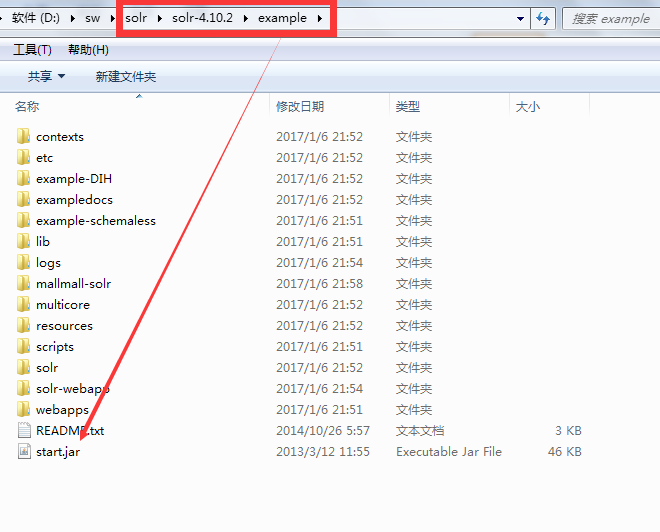 软件 (D:) ▸ sw ▸ solr ▸ solr-4.10.2 ▸ example ▸ 搜索 example
工具(T) 帮助(H)
共享 新建文件夹
名称 修改日期 类型 大小
contexts 2017/1/6 21:52 文件夹
etc 2017/1/6 21:52 文件夹
example-DIH 2017/1/6 21:52 文件夹
exampledocs 2017/1/6 21:52 文件夹
example-schemaless 2017/1/6 21:51 文件夹
lib 2017/1/6 21:51 文件夹
logs 2017/1/6 21:54 文件夹
mallmall-solr 2017/1/6 21:58 文件夹
multicore 2017/1/6 21:52 文件夹
resources 2017/1/6 21:52 文件夹
scripts 2017/1/6 21:51 文件夹
solr 2017/1/6 21:52 文件夹
solr-webapp 2017/1/6 21:54 文件夹
webapps 2017/1/6 21:51 文件夹
README.txt 2014/10/26 5:57 文本文档 3 KB
start.jar 2013/3/12 11:55 Executable Jar File 46 KB